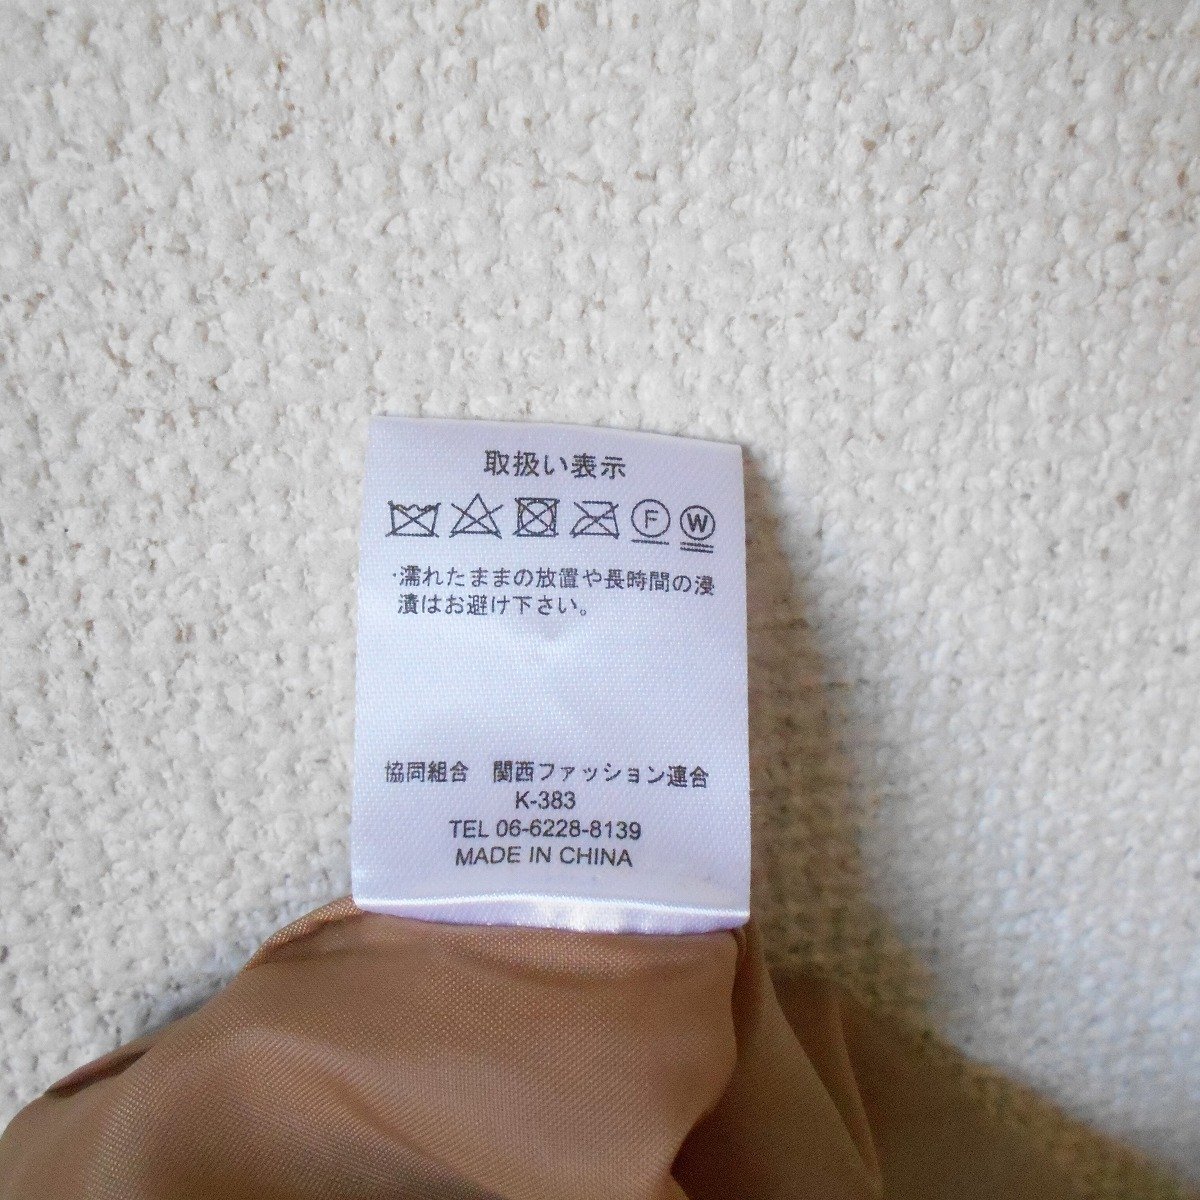 取扱い表示
F W
・濡れたままの放置や長時間の浸
漬はお避け下さい。
協同組合 関西ファッション連合
K-383
TEL 06-6228-8139
MADE IN CHINA